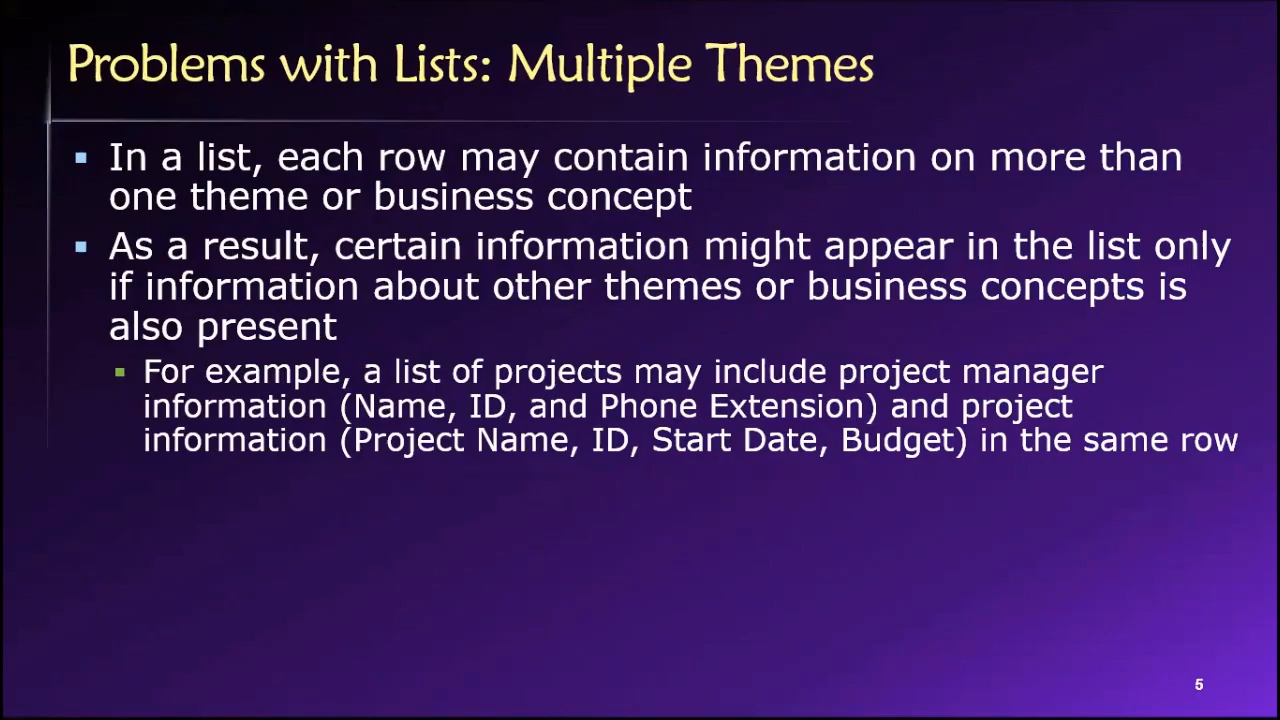 Problems with Lists: Multiple Themes
In a list, each row may contain information on more than
one theme or business concept
As a result, certain information might appear in the list only
if information about other themes or business concepts is
also present
For example, a list of projects may include project manager
information (Name, ID, and Phone Extension) and project
information (Project Name, ID, Start Date, Budget) in the same row
5